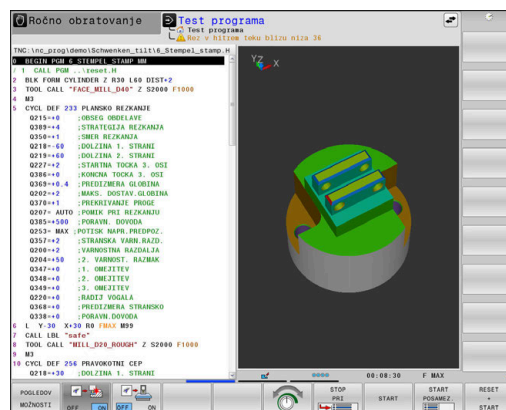 Ročno obratovanje
Test programa
Test programa
Rez v hitrem teku blizu niza 36
TNC:\nc_prog\demo\Schwenken_tilt\6_Stempel_stamp.H
0 BEGIN PGM 6_STEMPEL_STAMP MM
/ 1 CALL PGM ..\reset.H
2 BLK FORM CYLINDER Z R30 L60 DIST+2
3 TOOL CALL "FACE_MILL_D40" Z S2000 F1000
4 M3
5 CYCL DEF 233 PLANSKO REZKANJE
Q215=+0 ;OBSEG OBDELAVE
Q389=+4 ;STRATEGIJA REZKANJA
Q350=+1 ;SMER REZKANJA
Q218=-60 ;DOLZINA 1. STRANI
Q219=+60 ;DOLZINA 2. STRANI
Q227=+2 ;STARTNA TOCKA 3. OSI
Q386=+0 ;KONCNA TOCKA 3. OSI
Q369=+0.4 ;PREDIZMERA GLOBINA
Q202=+2 ;MAKS. DOSTAV.GLOBINA
Q370=+1 ;PREKRIVANJE PROGE
Q207= AUTO ;POMIK PRI REZKANJU
Q385=+500 ;PORAVN. DOVODA
Q253= MAX ;POTISK NAPR.PREDPOZ.
Q357=+2 ;STRANSKA VARN.RAZD.
Q200=+2 ;VARNOSTNA RAZDALJA
Q204=+50 ;2. VARNOST. RAZMAK
Q347=+0 ;1. OMEJITEV
Q348=+0 ;2. OMEJITEV
Q349=+0 ;3. OMEJITEV
Q220=+0 ;RADIJ VOGALA
Q368=+0 ;PREDIZMERA STRANSKO
Q338=+0 ;PORAVN.DOVODA
6 L Y-30 X+30 R0 FMAX M99
7 CALL LBL "safe"
8 TOOL CALL "MILL_D20_ROUGH" Z S2000 F1000
9 M3
10 CYCL DEF 256 PRAVOKOTNI CEP
Q218=+30 ;DOLZINA 1. STRANI
YZ X
0000 00:08:30 F MAX
POGLEDOV
MOŽNOSTI
OFF ON
OFF ON
STOP
PRI
START
START
POSAMEZ.
RESET
+
START